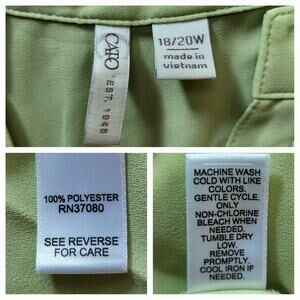 CATO
EST. 1946
18/20W
made in
vietnam
100% POLYESTER
RN37080
SEE REVERSE
FOR CARE
MACHINE WASH
COLD WITH LIKE
COLORS.
GENTLE CYCLE.
ONLY
NON-CHLORINE
BLEACH WHEN
NEEDED.
TUMBLE DRY
LOW.
REMOVE
PROMPTLY.
COOL IRON IF
NEEDED.